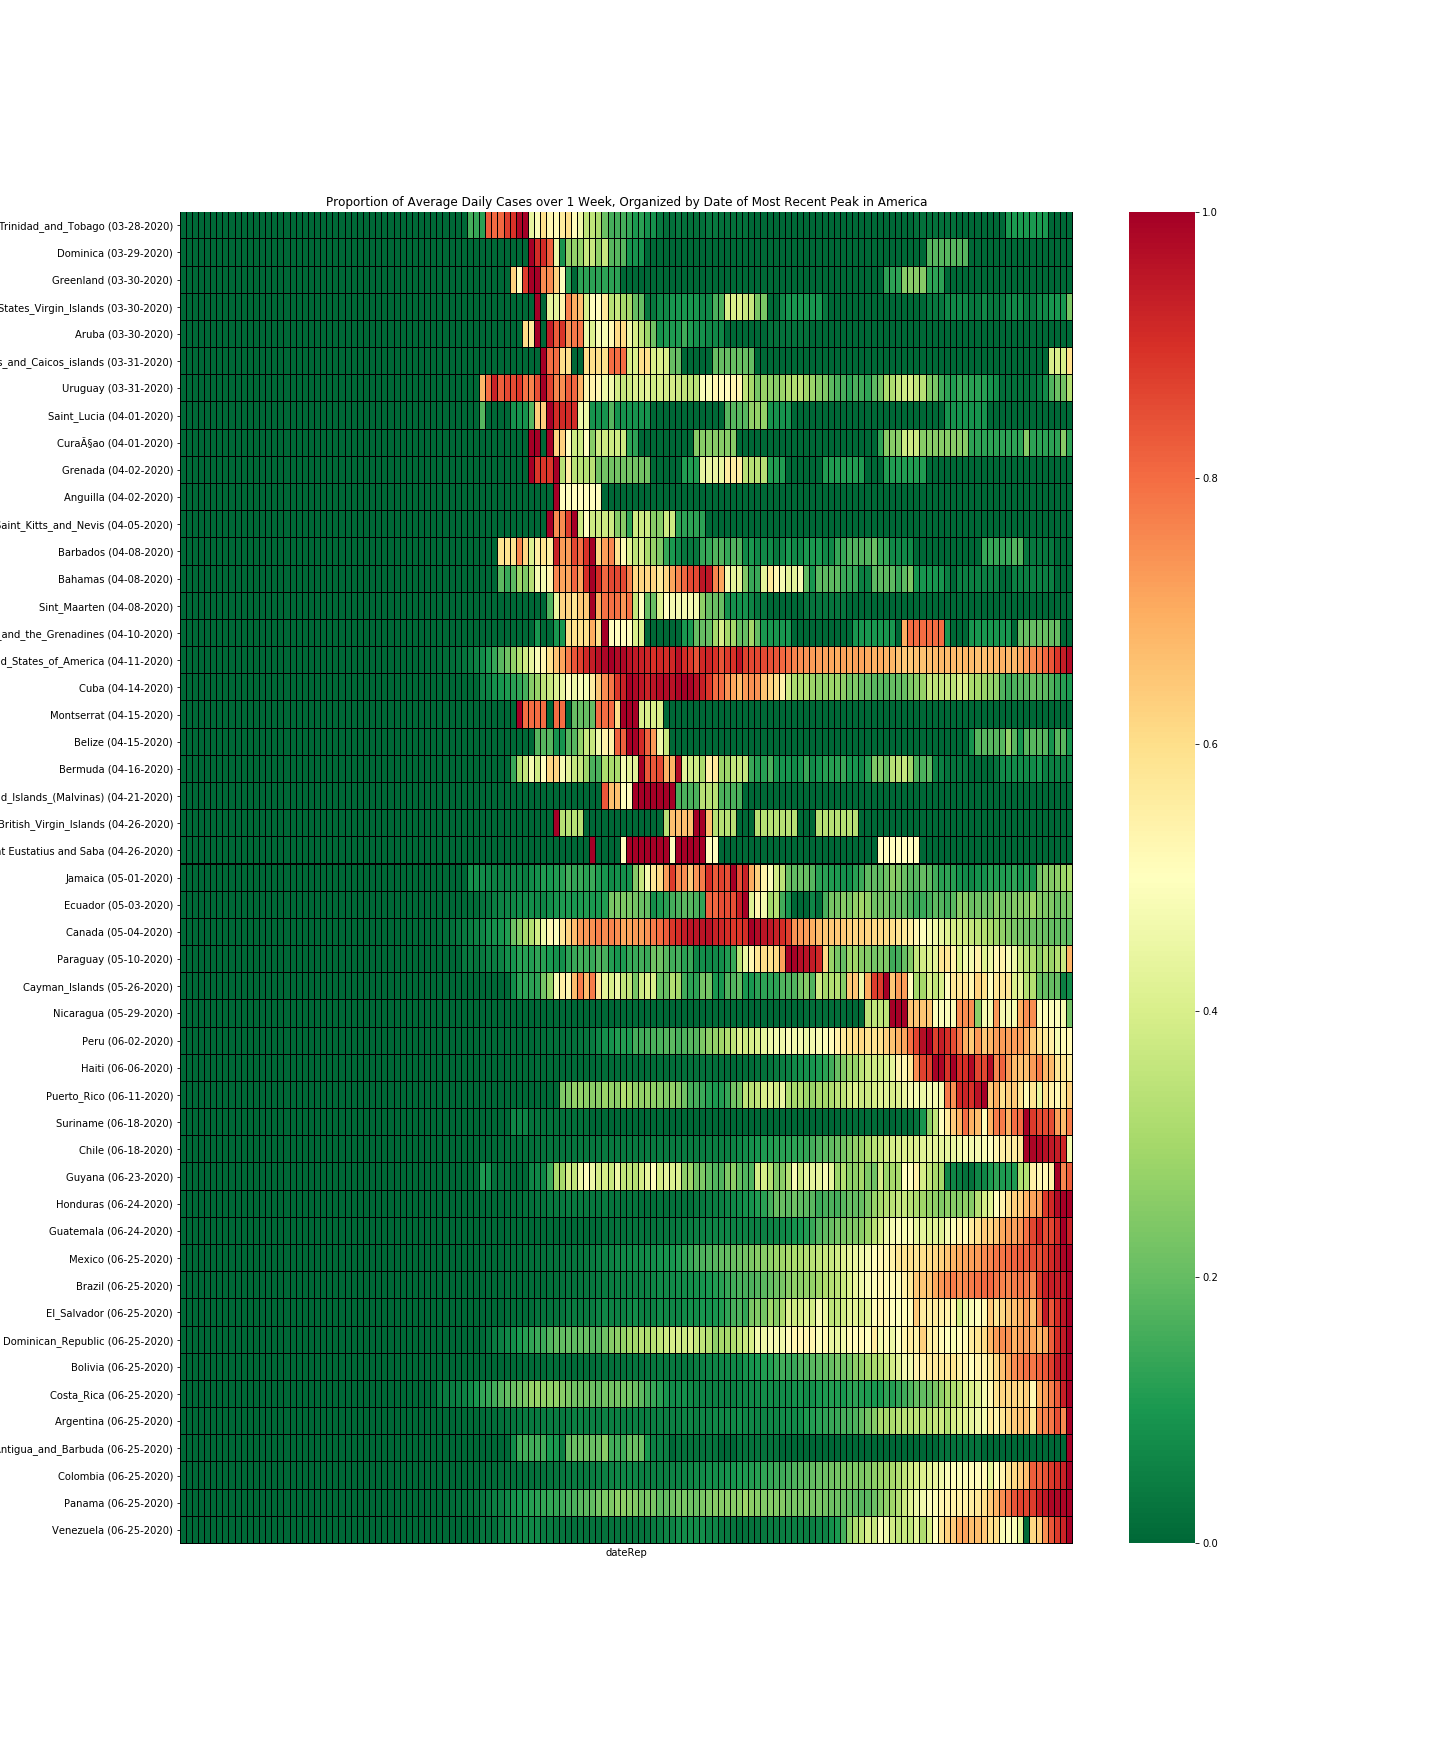 Proportion of Average Daily Cases over 1 Week, Organized by Date of Most Recent Peak in America
Trinidad_and_Tobago (03-28-2020)
Dominica (03-29-2020)
Greenland (03-30-2020)
States_Virgin_Islands (03-30-2020)
Aruba (03-30-2020)
s_and_Caicos_islands (03-31-2020)
Uruguay (03-31-2020)
Saint_Lucia (04-01-2020)
CuraÃ§ao (04-01-2020)
Grenada (04-02-2020)
Anguilla (04-02-2020)
Saint_Kitts_and_Nevis (04-05-2020)
Barbados (04-08-2020)
Bahamas (04-08-2020)
Sint_Maarten (04-08-2020)
_and_the_Grenadines (04-10-2020)
d_States_of_America (04-11-2020)
Cuba (04-14-2020)
Montserrat (04-15-2020)
Belize (04-15-2020)
Bermuda (04-16-2020)
d_Islands_(Malvinas) (04-21-2020)
British_Virgin_Islands (04-26-2020)
t Eustatius and Saba (04-26-2020)
Jamaica (05-01-2020)
Ecuador (05-03-2020)
Canada (05-04-2020)
Paraguay (05-10-2020)
Cayman_Islands (05-26-2020)
Nicaragua (05-29-2020)
Peru (06-02-2020)
Haiti (06-06-2020)
Puerto_Rico (06-11-2020)
Suriname (06-18-2020)
Chile (06-18-2020)
Guyana (06-23-2020)
Honduras (06-24-2020)
Guatemala (06-24-2020)
Mexico (06-25-2020)
Brazil (06-25-2020)
El_Salvador (06-25-2020)
Dominican_Republic (06-25-2020)
Bolivia (06-25-2020)
Costa_Rica (06-25-2020)
Argentina (06-25-2020)
Antigua_and_Barbuda (06-25-2020)
Colombia (06-25-2020)
Panama (06-25-2020)
Venezuela (06-25-2020)
dateRep
1.0
0.8
0.6
0.4
0.2
0.0